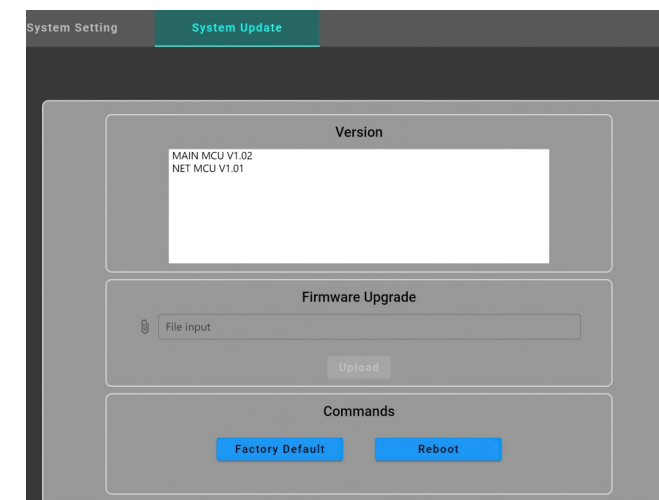 System Setting
System Update
Version
MAIN MCU V1.02
NET MCU V1.01
Firmware Upgrade
File input
Upload
Commands
Factory Default
Reboot